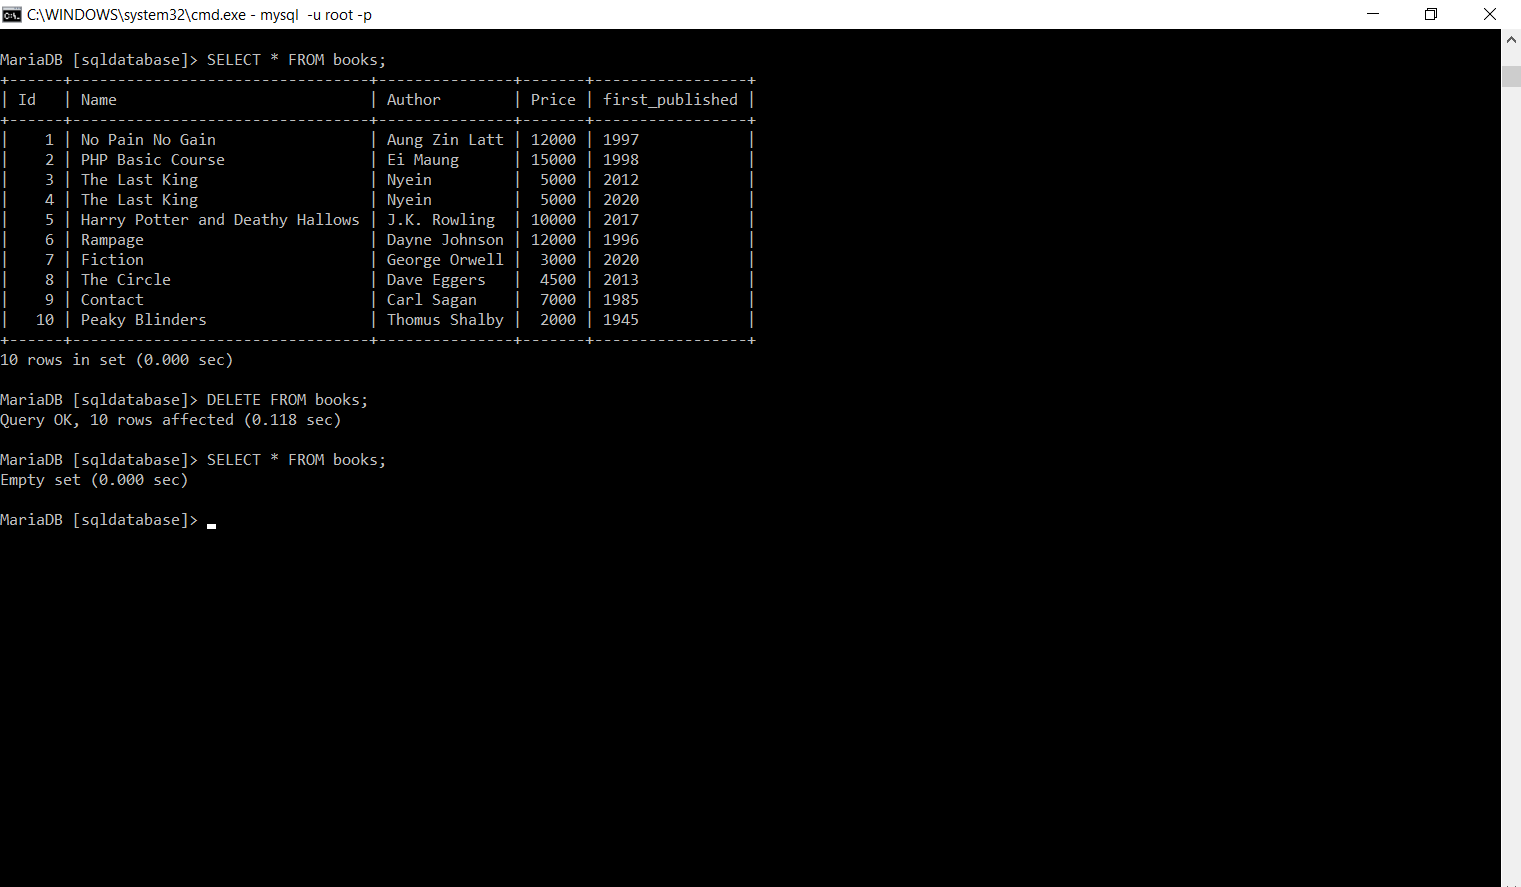 C:\WINDOWS\system32\cmd.exe - mysql  -u root -p
MariaDB [sqldatabase]> SELECT * FROM books;
+------+---------------------------------+---------------+-------+-----------------+
| Id   | Name                            | Author        | Price | first_published |
+------+---------------------------------+---------------+-------+-----------------+
|    1 | No Pain No Gain                 | Aung Zin Latt | 12000 | 1997            |
|    2 | PHP Basic Course                | Ei Maung      | 15000 | 1998            |
|    3 | The Last King                   | Nyein         |  5000 | 2012            |
|    4 | The Last King                   | Nyein         |  5000 | 2020            |
|    5 | Harry Potter and Deathy Hallows | J.K. Rowling  | 10000 | 2017            |
|    6 | Rampage                         | Dayne Johnson | 12000 | 1996            |
|    7 | Fiction                         | George Orwell |  3000 | 2020            |
|    8 | The Circle                      | Dave Eggers   |  4500 | 2013            |
|    9 | Contact                         | Carl Sagan    |  7000 | 1985            |
|   10 | Peaky Blinders                  | Thomus Shalby |  2000 | 1945            |
+------+---------------------------------+---------------+-------+-----------------+
10 rows in set (0.000 sec)
MariaDB [sqldatabase]> DELETE FROM books;
Query OK, 10 rows affected (0.118 sec)
MariaDB [sqldatabase]> SELECT * FROM books;
Empty set (0.000 sec)
MariaDB [sqldatabase]>